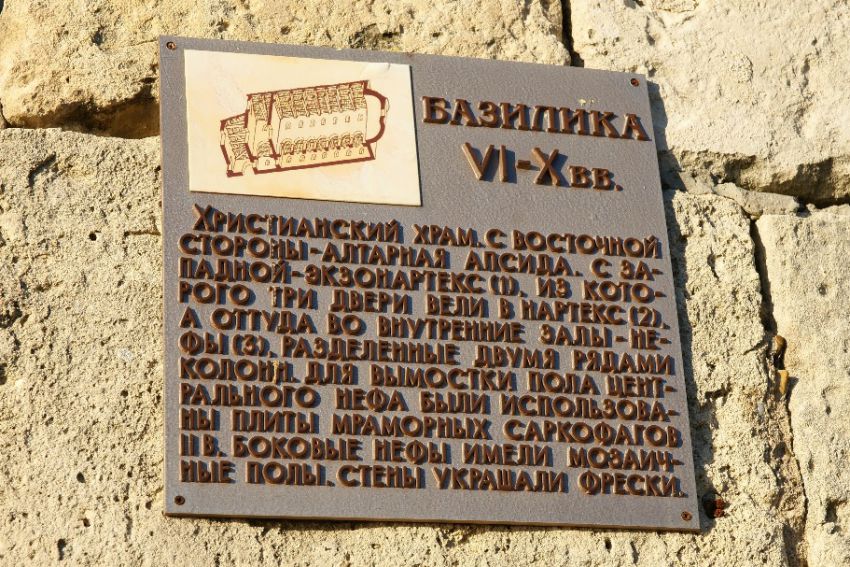 БАЗИЛИКА
VI-X вв.
Христианский храм. С восточной
стороны-алтарная апсида. С за-
падной-экзонартекс (1). Из кото-
рого три двери вели в нартекс (2).
А оттуда во внутренние залы-не-
фы (3), разделенные двумя рядами
колонн. Для вымостки пола цент-
рального нефа были использова-
ны плиты мраморных саркофагов
II в. Боковые нефы имели мозаич-
ные полы. Стены украшали фрески.